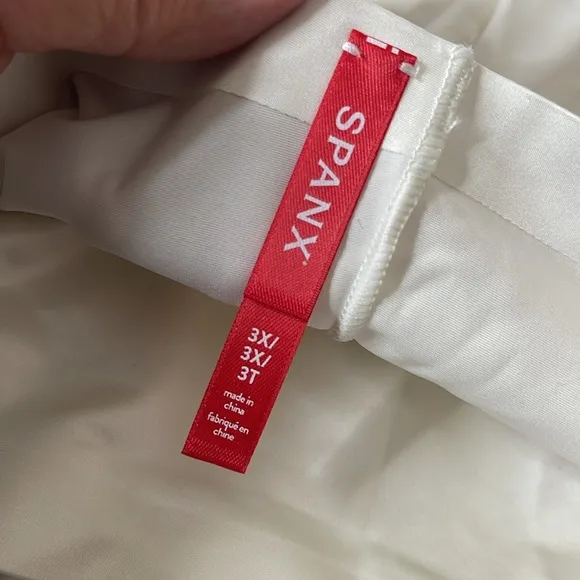 SPANX®
3X/
3X/
3T
made in
china
fabriqué en
chine